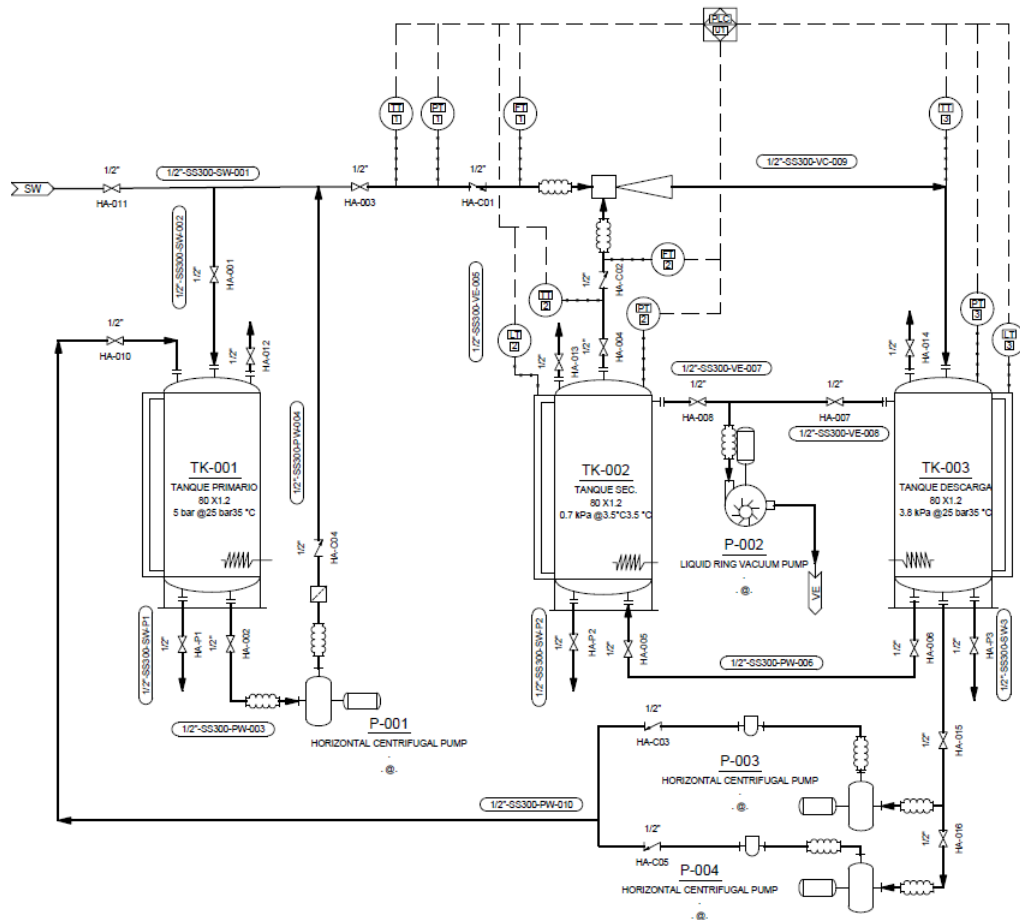 PLC
01
TT
1
PT
1
FT
1
TT
3
SW
1/2"
HA-011
1/2"-SS300-SW-001
1/2"
HA-003
1/2"
HA-C01
1/2"-SS300-VC-009
1/2"-SS300-SW-002
1/2"
HA-001
1/2"-SS300-VE-005
1/2"
HA-C02
FT
2
TT
2
PT
2
LT
2
PT
3
LT
3
1/2"
HA-010
1/2"
HA-012
1/2"
HA-013
1/2"
HA-004
1/2"
HA-014
1/2"-SS300-VE-007
1/2"
HA-008
1/2"
HA-007
1/2"-SS300-VE-008
1/2"-SS300-PW-004
1/2"
HA-C04
TK-001
TANQUE PRIMARIO
80 X1.2
5 bar @25 bar35 °C
TK-002
TANQUE SEC.
80 X1.2
0.7 kPa @3.5°C3.5 °C
TK-003
TANQUE DESCARGA
80 X1.2
3.8 kPa @25 bar35 °C
P-002
LIQUID RING VACUUM PUMP
-
-@-
VE
1/2"-SS300-SW-P1
1/2"
HA-P1
1/2"
HA-002
1/2"-SS300-PW-003
P-001
HORIZONTAL CENTRIFUGAL PUMP
-
-@-
1/2"-SS300-SW-P2
1/2"
HA-P2
1/2"
HA-005
1/2"-SS300-PW-006
1/2"
HA-006
1/2"
HA-P3
1/2"-SS300-SW-3
1/2"
HA-C03
P-003
HORIZONTAL CENTRIFUGAL PUMP
-
-@-
1/2"
HA-015
1/2"-SS300-PW-010
1/2"
HA-C05
P-004
HORIZONTAL CENTRIFUGAL PUMP
-
-@-
1/2"
HA-016